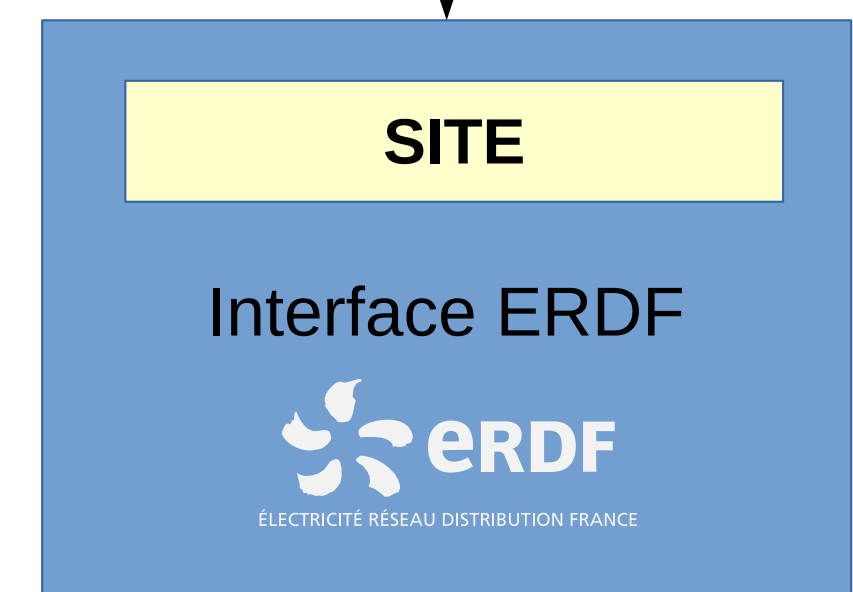 SITE
Interface ERDF
eRDF
ÉLECTRICITÉ RÉSEAU DISTRIBUTION FRANCE